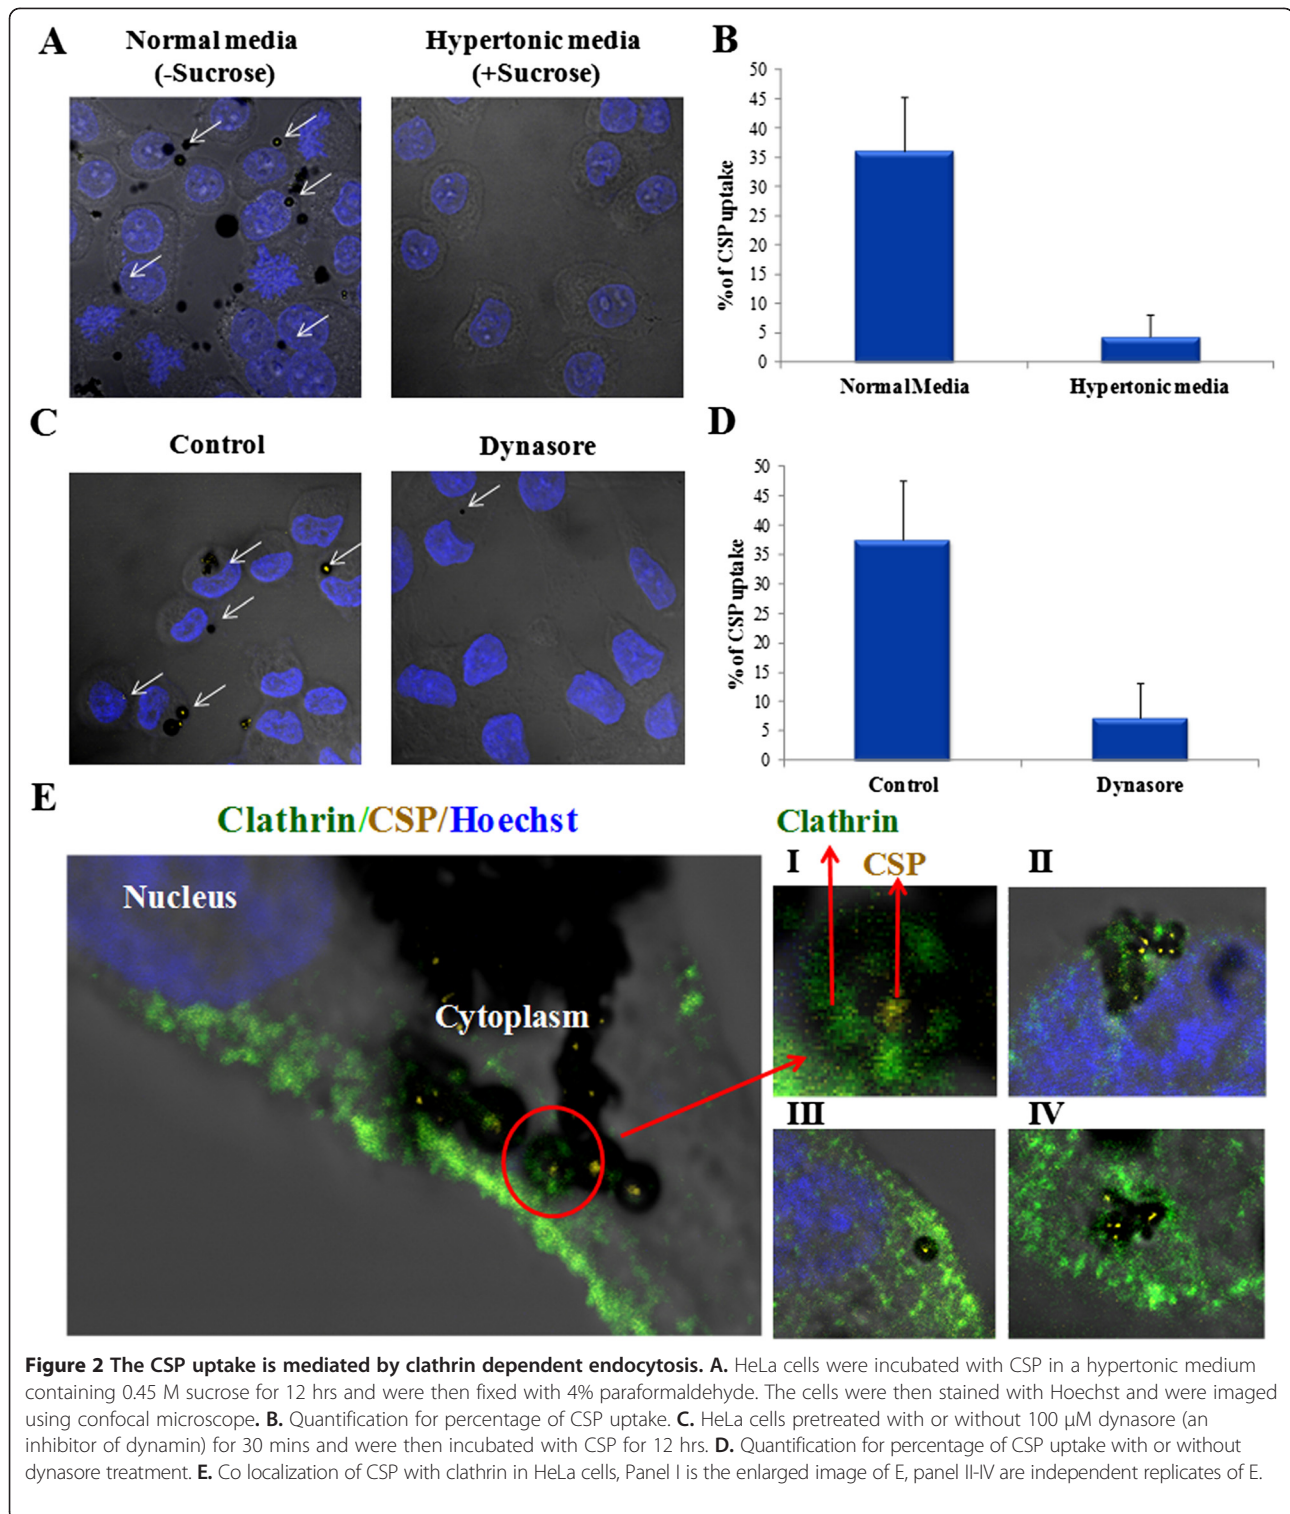 A
Normal media
(-Sucrose)
Hypertonic media
(+Sucrose)
B
50
45
40
35
30
25
20
15
10
5
0
% of CSP uptake
Normal Media
Hypertonic media
C
Control
Dynasore
D
50
45
40
35
30
25
20
15
10
5
0
% of CSP uptake
Control
Dynasore
E
Clathrin/CSP/Hoechst
Nucleus
Cytoplasm
Clathrin
I
CSP
II
III
IV
Figure 2 The CSP uptake is mediated by clathrin dependent endocytosis. A. HeLa cells were incubated with CSP in a hypertonic medium
containing 0.45 M sucrose for 12 hrs and were then fixed with 4% paraformaldehyde. The cells were then stained with Hoechst and were imaged
using confocal microscope. B. Quantification for percentage of CSP uptake. C. HeLa cells pretreated with or without 100 μM dynasore (an
inhibitor of dynamin) for 30 mins and were then incubated with CSP for 12 hrs. D. Quantification for percentage of CSP uptake with or without
dynasore treatment. E. Co localization of CSP with clathrin in HeLa cells, Panel I is the enlarged image of E, panel II-IV are independent replicates of E.